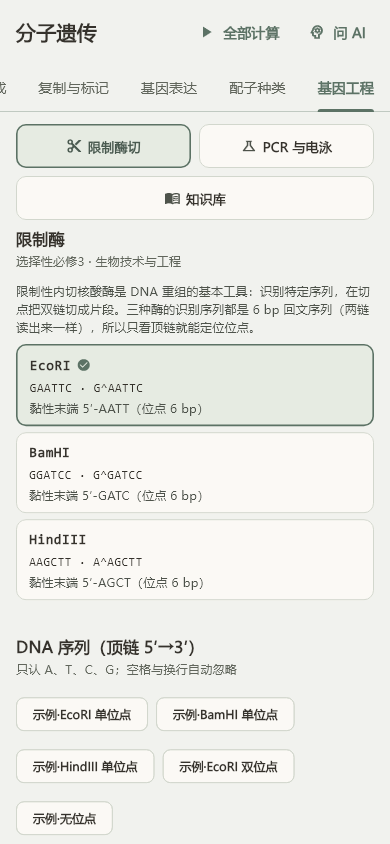 分子遗传
全部计算
问 AI
复制与标记
基因表达
配子种类
基因工程
限制酶切
PCR 与电泳
知识库
限制酶
选择性必修3 · 生物技术与工程
限制性内切核酸酶是 DNA 重组的基本工具：识别特定序列，在切
点把双链切成片段。三种酶的识别序列都是 6 bp 回文序列（两链
读出来一样），所以只看顶链就能定位位点。
EcoRI
GAATTC · G^AATTC
黏性末端 5′-AATT（位点 6 bp）
BamHI
GGATCC · G^GATCC
黏性末端 5′-GATC（位点 6 bp）
HindIII
AAGCTT · A^AGCTT
黏性末端 5′-AGCT（位点 6 bp）
DNA 序列（顶链 5′→3′）
只认 A、T、C、G；空格与换行自动忽略
示例·EcoRI 单位点
示例·BamHI 单位点
示例·HindIII 单位点
示例·EcoRI 双位点
示例·无位点